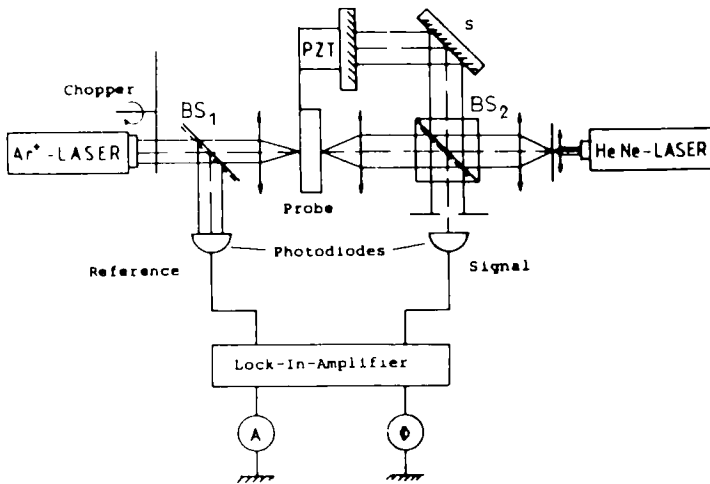 S
PZT
Chopper
BS1
BS2
Ar+-LASER
HeNe-LASER
Probe
Photodiodes
Reference
Signal
Lock-In-Amplifier
A
Φ